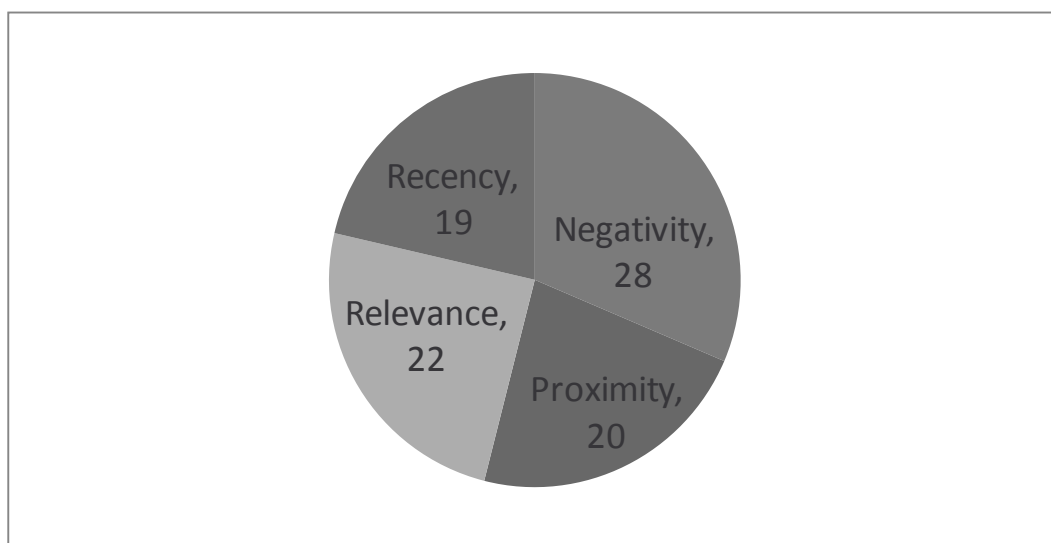 Recency,
19
Negativity,
28
Relevance,
22
Proximity,
20